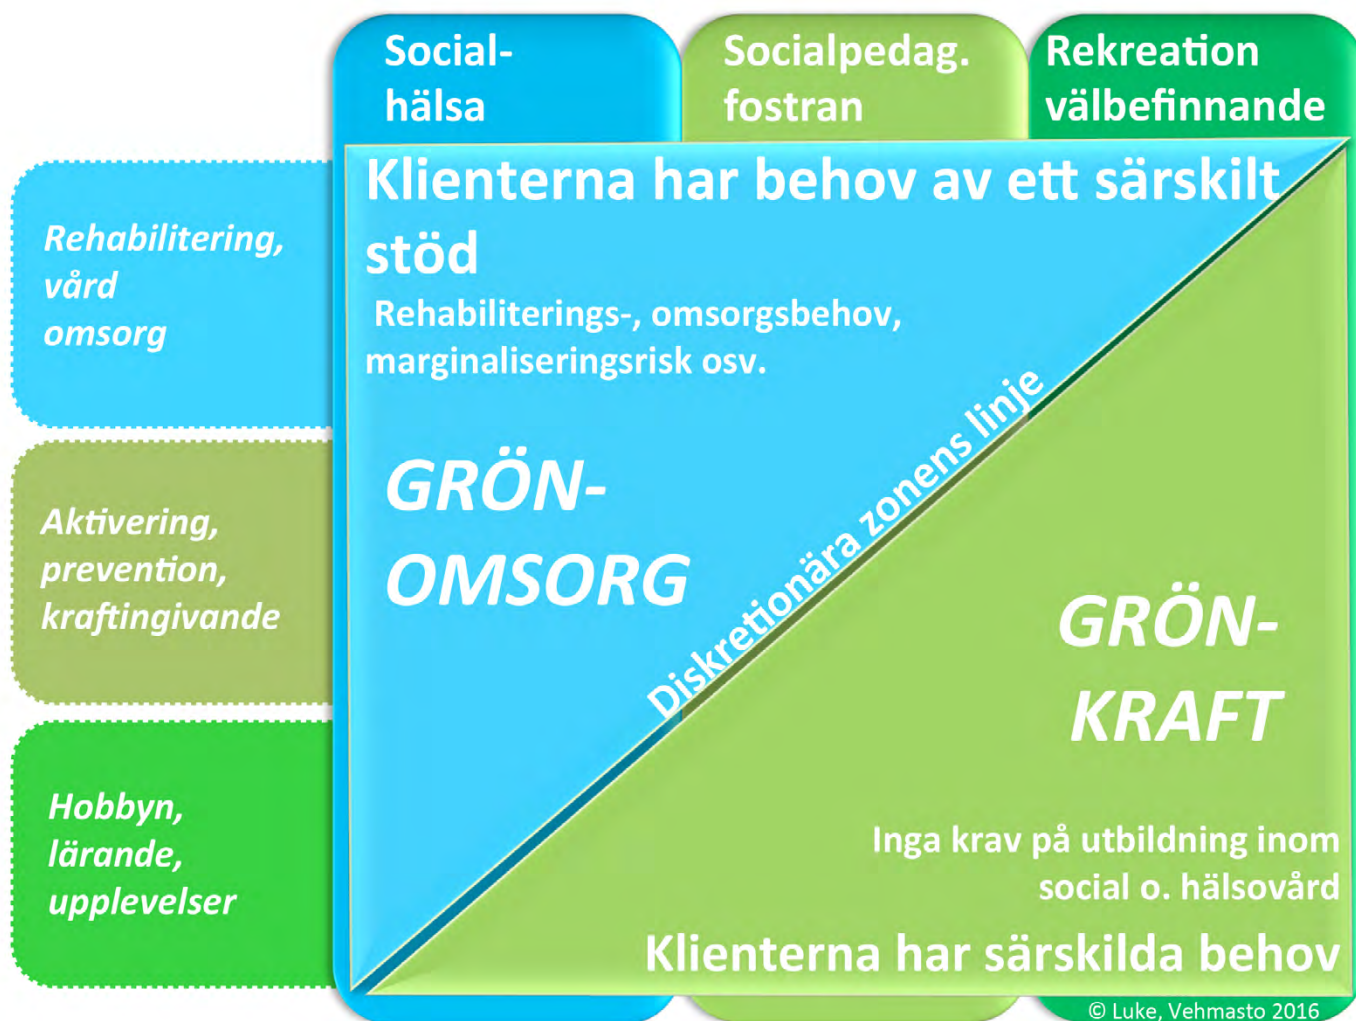 Social-
hälsa
Socialpedag.
fostran
Rekreation
välbefinnande
Rehabilitering,
vård
omsorg
Aktivering,
prevention,
kraftingivande
Hobbyn,
lärande,
upplevelser
Klienterna har behov av ett särskilt
stöd
Rehabiliterings-, omsorgsbehov,
marginaliseringsrisk osv.
GRÖN-
OMSORG
Diskretionära zonens linje
GRÖN-
KRAFT
Inga krav på utbildning inom
social o. hälsovård
Klienterna har särskilda behov
© Luke, Vehmasto 2016